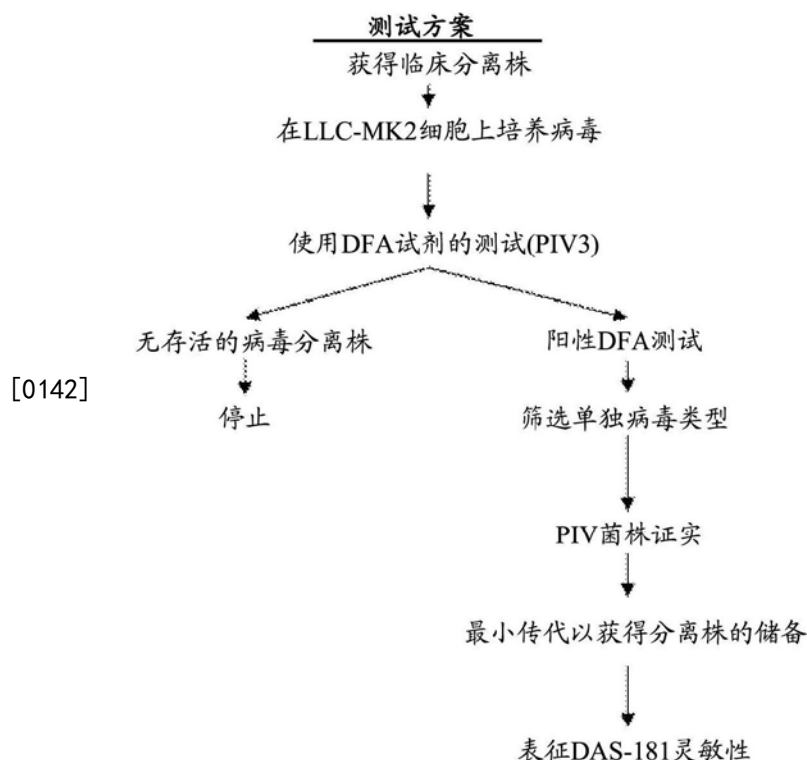 测试方案
获得临床分离株
在LLC-MK2细胞上培养病毒
使用DFA试剂的测试(PIV3)
无存活的病毒分离株
阳性DFA测试
[0142]
停止
筛选单独病毒类型
PIV菌株证实
最小传代以获得分离株的储备
表征DAS-181灵敏性